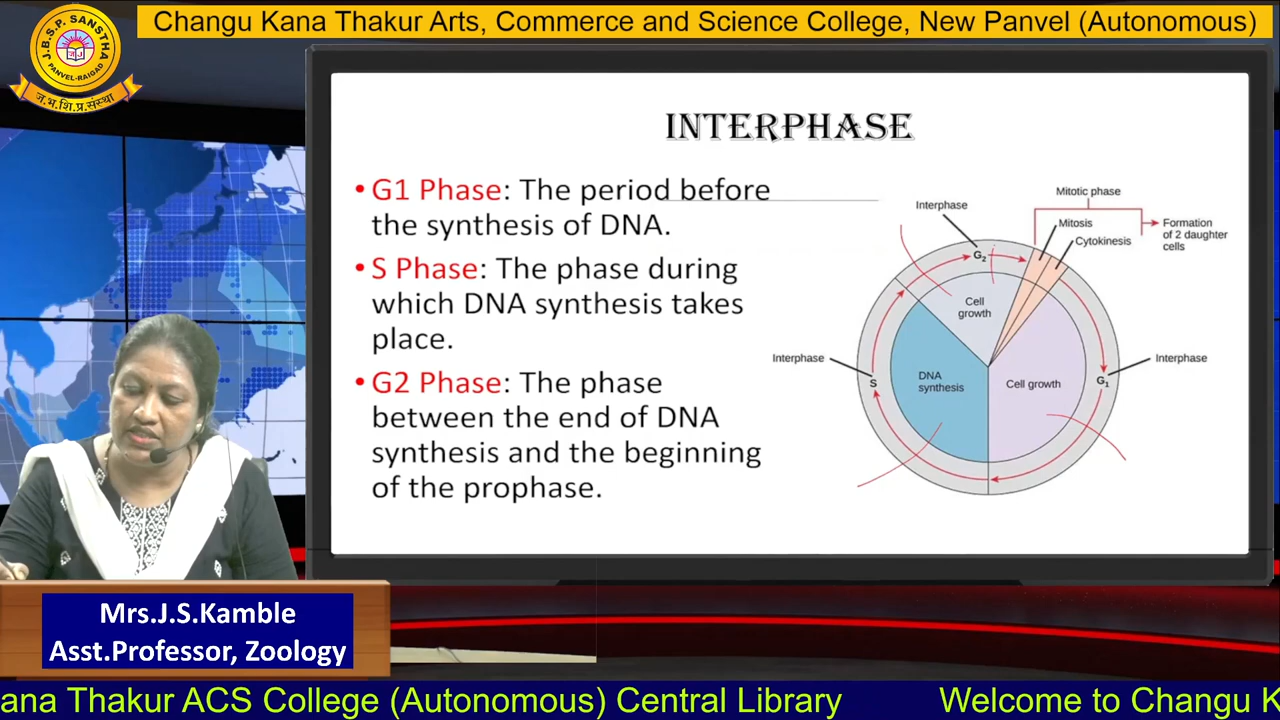 Changu Kana Thakur Arts, Commerce and Science College, New Panvel (Autonomous)
J.B.S.P. SANSTHA
PANVEL-RAIGAD
ज.भ.शि.प्र.संस्था
INTERPHASE
• G1 Phase: The period before
the synthesis of DNA.
• S Phase: The phase during
which DNA synthesis takes
place.
• G2 Phase: The phase
between the end of DNA
synthesis and the beginning
of the prophase.
Mitotic phase
Interphase
Mitosis
Cytokinesis
Formation
of 2 daughter
cells
G₂
Cell
growth
Interphase
S
DNA
synthesis
Cell growth
G₁
Interphase
Mrs.J.S.Kamble
Asst.Professor, Zoology
ana Thakur ACS College (Autonomous) Central Library Welcome to Changu K